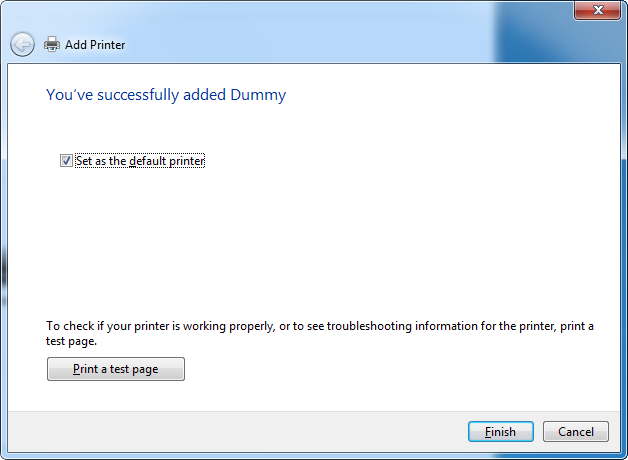 Add Printer
You've successfully added Dummy
Set as the default printer
To check if your printer is working properly, or to see troubleshooting information for the printer, print a
test page.
Print a test page
Finish
Cancel